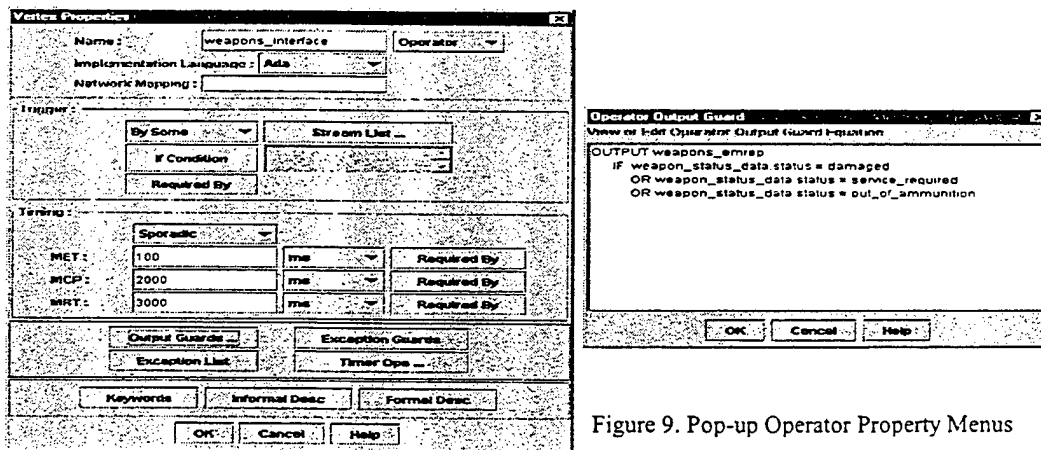 Vertex Properties
Name : weapons_interface Operator
Implementation Language : Ada
Network Mapping :
Trigger :
By Some Stream List ...
If Condition
Required By
Timing :
Sporadic
MET : 100 ms Required By
MCP : 2000 ms Required By
MRT : 3000 ms Required By
Output Guards ... Exception Guards
Exception List Timer Ops ...
Keywords Informal Desc Formal Desc
OK Cancel Help
Operator Output Guard
View or Edit Operator Output Guard Equation
OUTPUT weapons_emrep
IF weapon_status_data.status = damaged
OR weapon_status_data.status = service_required
OR weapon_status_data.status = out_of_ammunition
OK Cancel Help
Figure 9. Pop-up Operator Property Menus